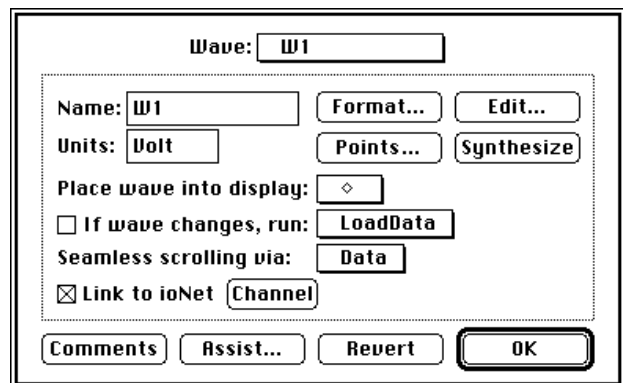 Wave: W1
Name: W1 Format... Edit...
Units: Volt Points... Synthesize
Place wave into display: ◇
If wave changes, run: LoadData
Seamless scrolling via: Data
Link to ioNet Channel
Comments Assist... Revert OK